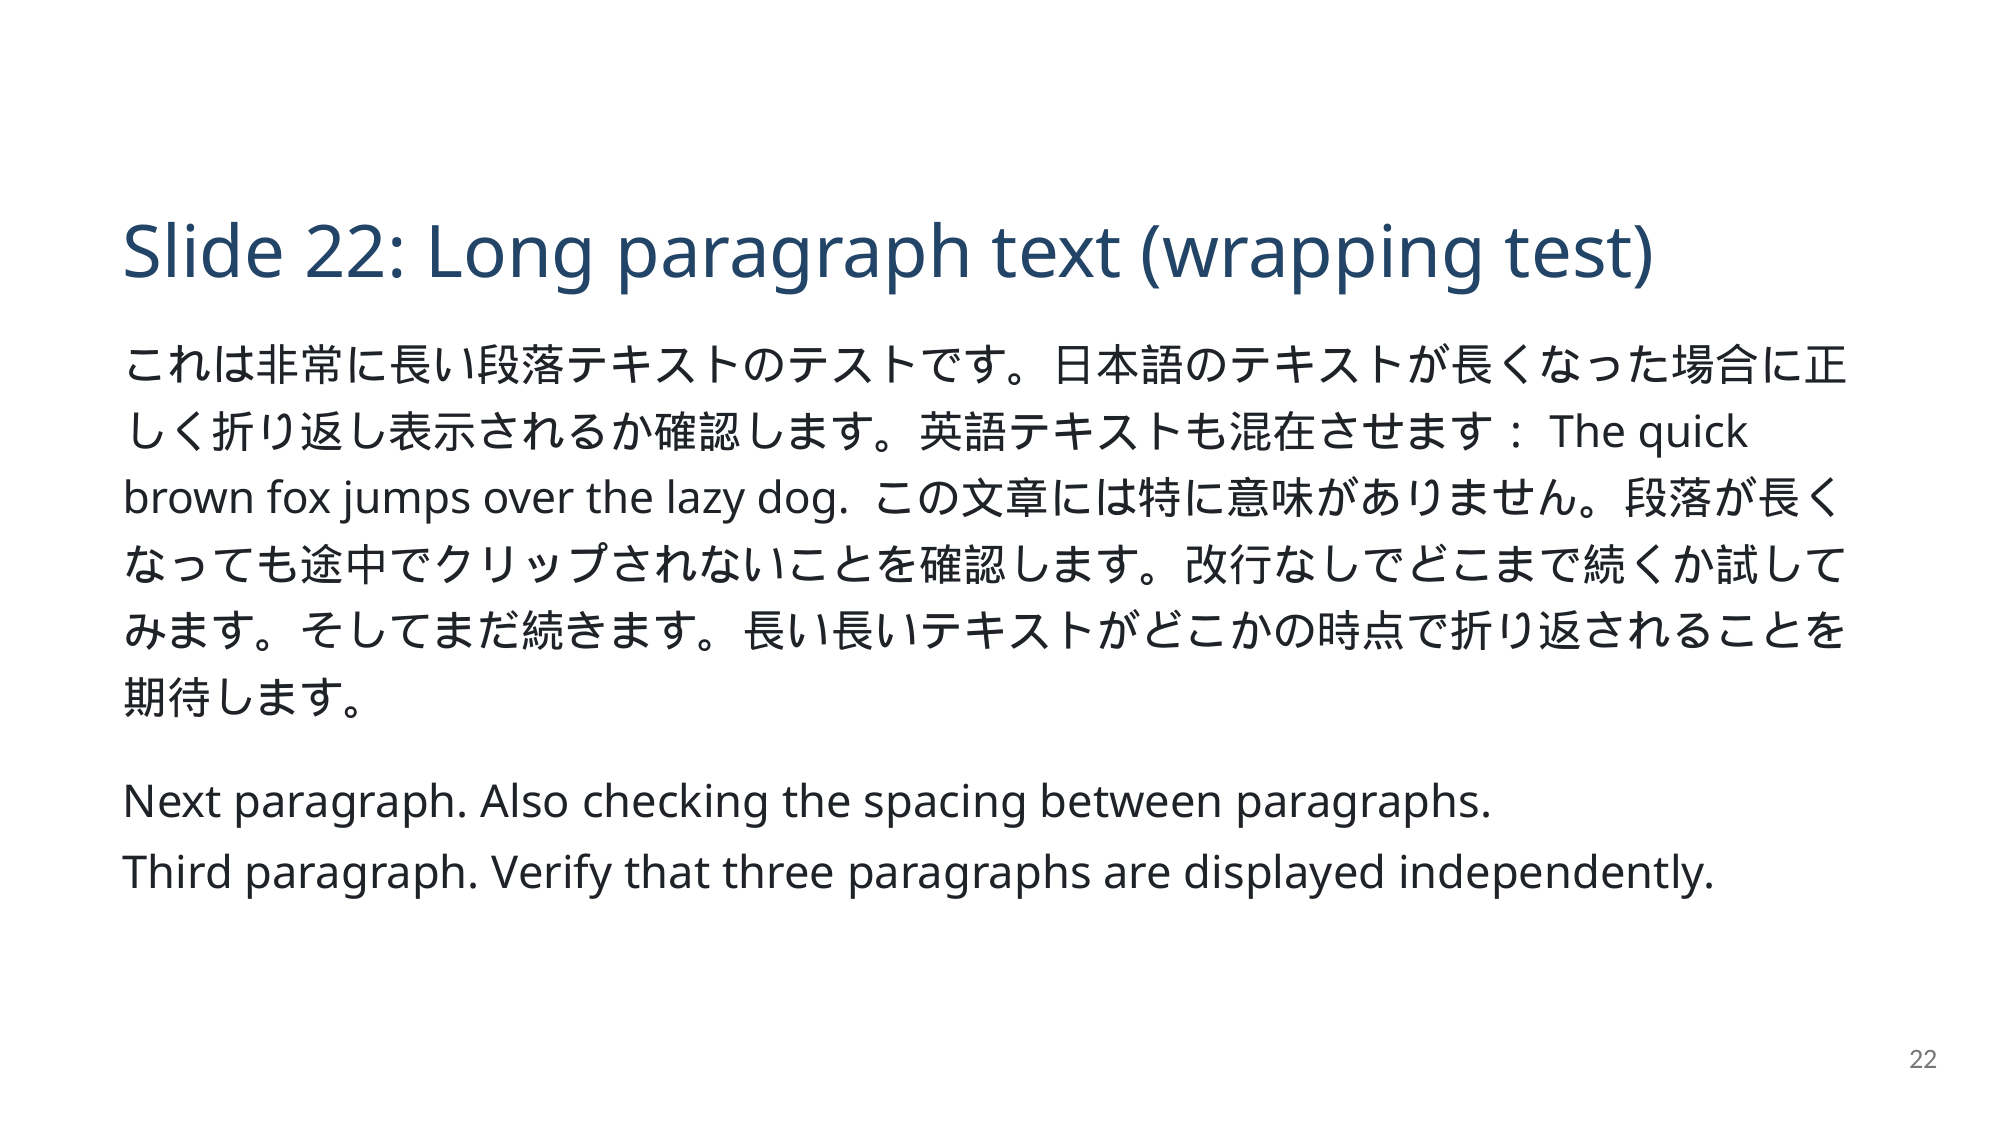 Slide 22: Long paragraph text (wrapping test)
これは非常に長い段落テキストのテストです。日本語のテキストが長くなった場合に正
しく折り返し表示されるか確認します。英語テキストも混在させます： The quick
brown fox jumps over the lazy dog. この文章には特に意味がありません。段落が長く
なっても途中でクリップされないことを確認します。改行なしでどこまで続くか試して
みます。そしてまだ続きます。長い長いテキストがどこかの時点で折り返されることを
期待します。
Next paragraph. Also checking the spacing between paragraphs.
Third paragraph. Verify that three paragraphs are displayed independently.
22